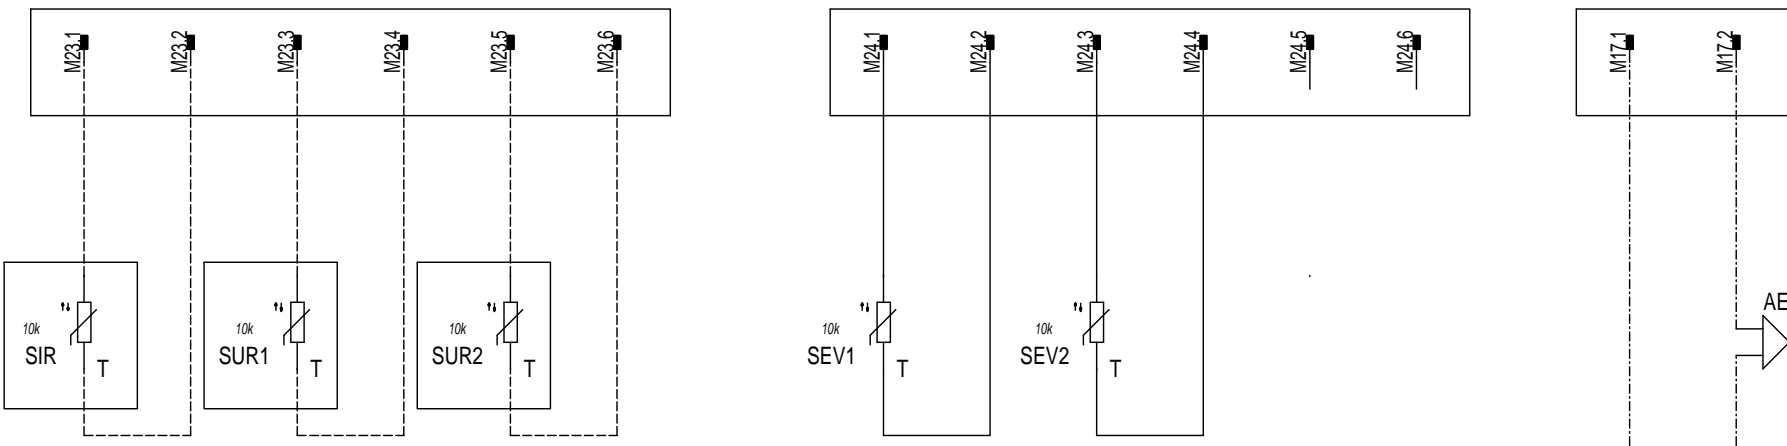 M23.1
M23.2
M23.3
M23.4
M23.5
M23.6
M24.1
M24.2
M24.3
M24.4
M24.5
M24.6
M17.1
M17.2
10k
SIR
T
10k
SUR1
T
10k
SUR2
T
10k
SEV1
T
10k
SEV2
T
AE